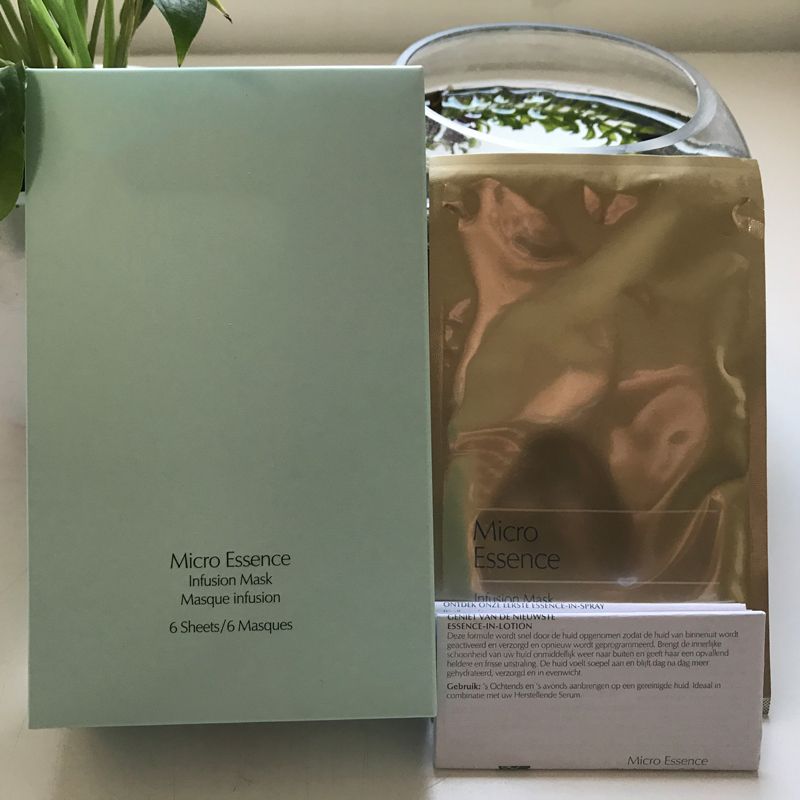 Micro Essence
Infusion Mask
Masque infusion
6 Sheets/6 Masques
Micro
Essence
Infusion Mask
ONTDEK ONZE EERSTE ESSENCE-IN-SPRAY
GENIET VAN DE NIEUWSTE
ESSENCE-IN-LOTION
Deze formule wordt snel door de huid opgenomen zodat de huid van binnenuit wordt
geactiveerd en verzorgd en opnieuw wordt geprogrammeerd. Brengt de innerlijke
schoonheid van uw huid onmiddellijk weer naar buiten en geeft haar een opvallend
heldere en frisse uitstraling. De huid voelt soepel aan en blijft dag na dag meer
gehydrateerd, verzorgd en in evenwicht.
Gebruik: 's Ochtends en 's avonds aanbrengen op een gereinigde huid. Ideaal in
combinatie met uw Herstellende Serum.
Micro Essence